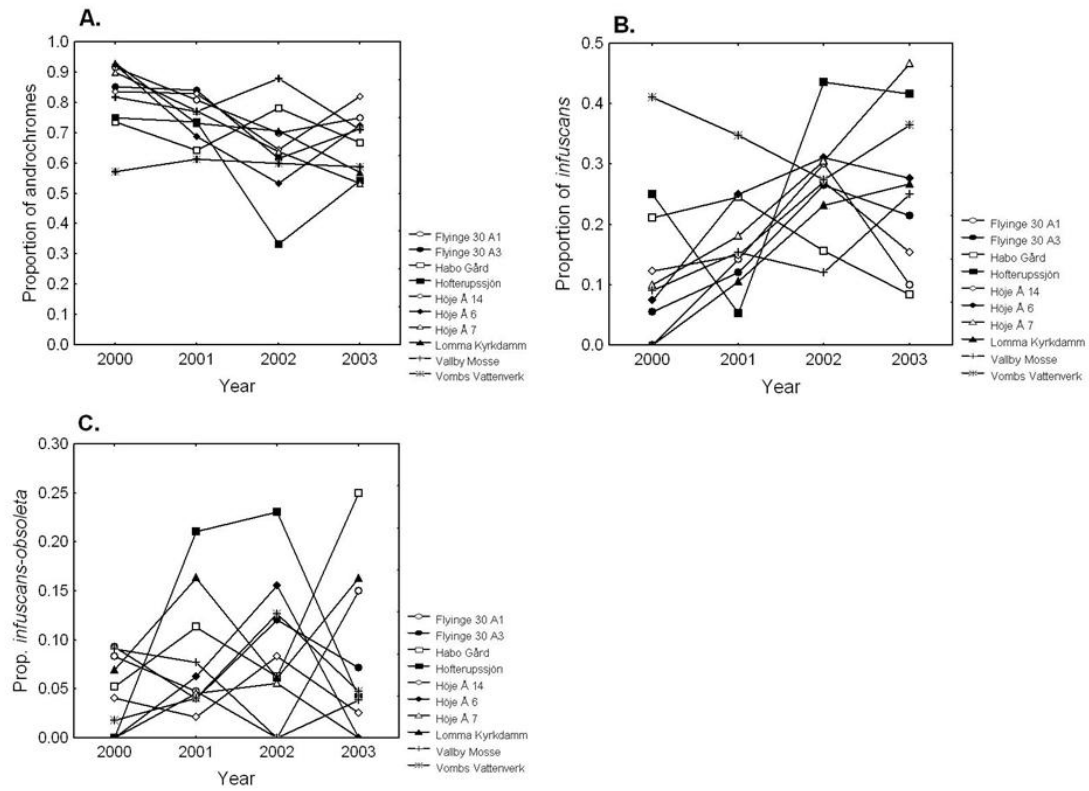 A.
1.0
0.9
0.8
0.7
0.6
0.5
0.4
0.3
0.2
0.1
0.0
Proportion of androchromes
2000 2001 2002 2003
Year
Flyinge 30 A1
Flyinge 30 A3
Habo Gård
Hofterupssjön
Höje Å 14
Höje Å 6
Höje Å 7
Lomma Kyrkdamm
Vallby Mosse
Vombs Vattenverk
B.
0.5
0.4
0.3
0.2
0.1
0.0
Proportion of infuscans
2000 2001 2002 2003
Year
Flyinge 30 A1
Flyinge 30 A3
Habo Gård
Hofterupssjön
Höje Å 14
Höje Å 6
Höje Å 7
Lomma Kyrkdamm
Vallby Mosse
Vombs Vattenverk
C.
0.30
0.25
0.20
0.15
0.10
0.05
0.00
Prop. infuscans-obsoleta
2000 2001 2002 2003
Year
Flyinge 30 A1
Flyinge 30 A3
Habo Gård
Hofterupssjön
Höje Å 14
Höje Å 6
Höje Å 7
Lomma Kyrkdamm
Vallby Mosse
Vombs Vattenverk